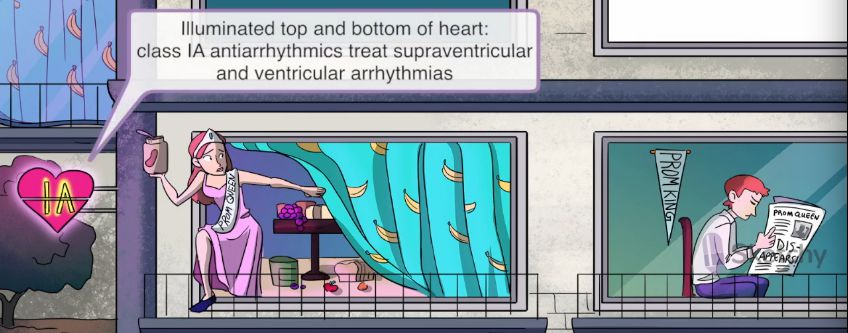 Illuminated top and bottom of heart:
class IA antiarrhythmics treat supraventricular
and ventricular arrhythmias
IA
PROM QUEEN
PROM KING
PROM QUEEN
DIS-
APPEARS!